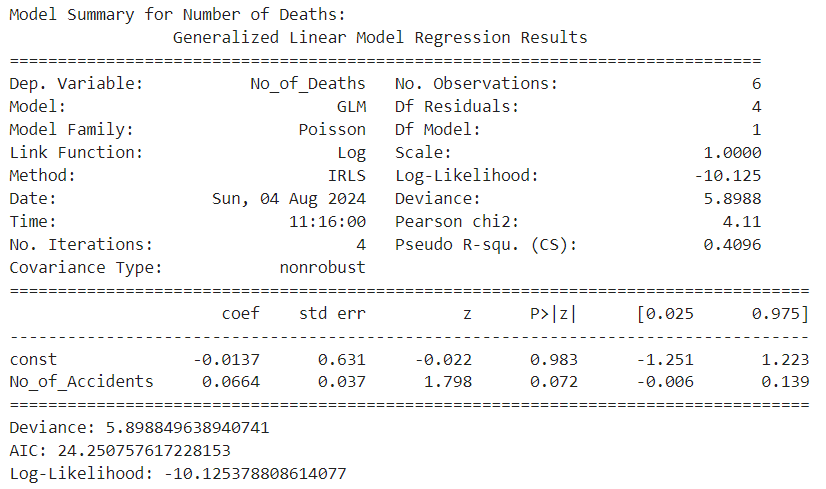 Model Summary for Number of Deaths:
                 Generalized Linear Model Regression Results
==============================================================================
Dep. Variable:           No_of_Deaths   No. Observations:                    6
Model:                            GLM   Df Residuals:                        4
Model Family:                 Poisson   Df Model:                            1
Link Function:                    Log   Scale:                          1.0000
Method:                          IRLS   Log-Likelihood:                -10.125
Date:                Sun, 04 Aug 2024   Deviance:                       5.8988
Time:                        11:16:00   Pearson chi2:                     4.11
No. Iterations:                     4   Pseudo R-squ. (CS):             0.4096
Covariance Type:            nonrobust
===================================================================================
                      coef    std err          z      P>|z|      [0.025      0.975]
-----------------------------------------------------------------------------------
const              -0.0137      0.631     -0.022      0.983      -1.251       1.223
No_of_Accidents     0.0664      0.037      1.798      0.072      -0.006       0.139
===================================================================================
Deviance: 5.898849638940741
AIC: 24.250757617228153
Log-Likelihood: -10.125378808614077